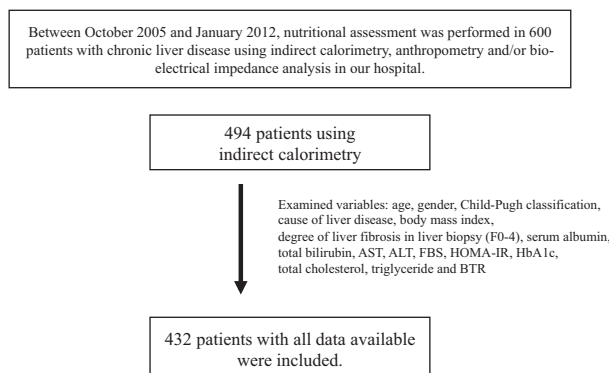 Between October 2005 and January 2012, nutritional assessment was performed in 600
patients with chronic liver disease using indirect calorimetry, anthropometry and/or bio-
electrical impedance analysis in our hospital.
494 patients using
indirect calorimetry
Examined variables: age, gender, Child-Pugh classification,
cause of liver disease, body mass index,
degree of liver fibrosis in liver biopsy (F0-4), serum albumin,
total bilirubin, AST, ALT, FBS, HOMA-IR, HbA1c,
total cholesterol, triglyceride and BTR
432 patients with all data available
were included.